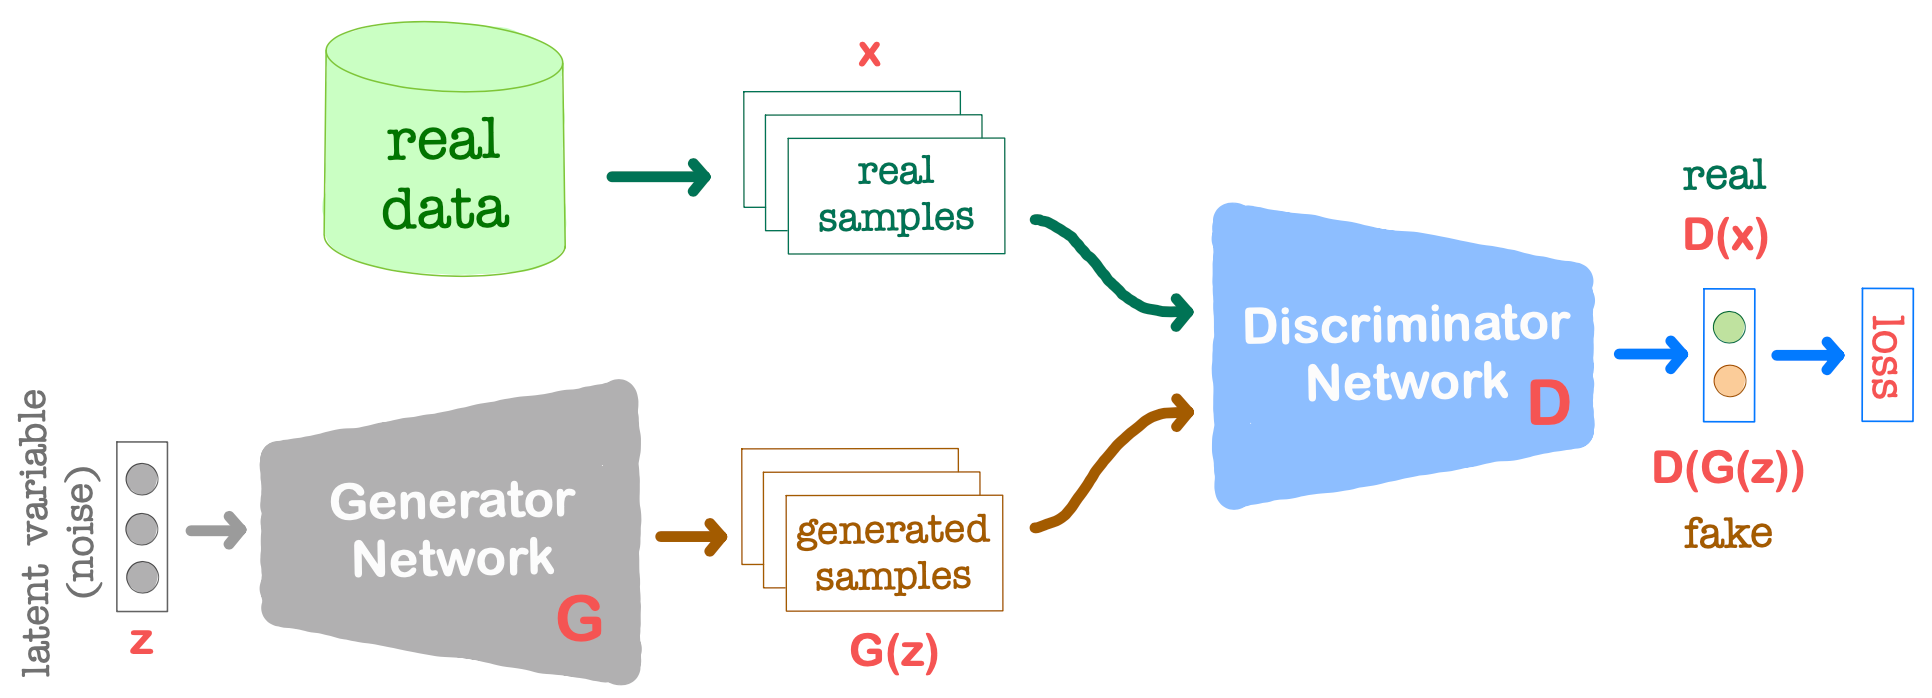 real
data
x
real
samples
latent variable
(noise)
z
Generator
Network
G
generated
samples
G(z)
Discriminator
Network
D
real
D(x)
D(G(z))
fake
loss